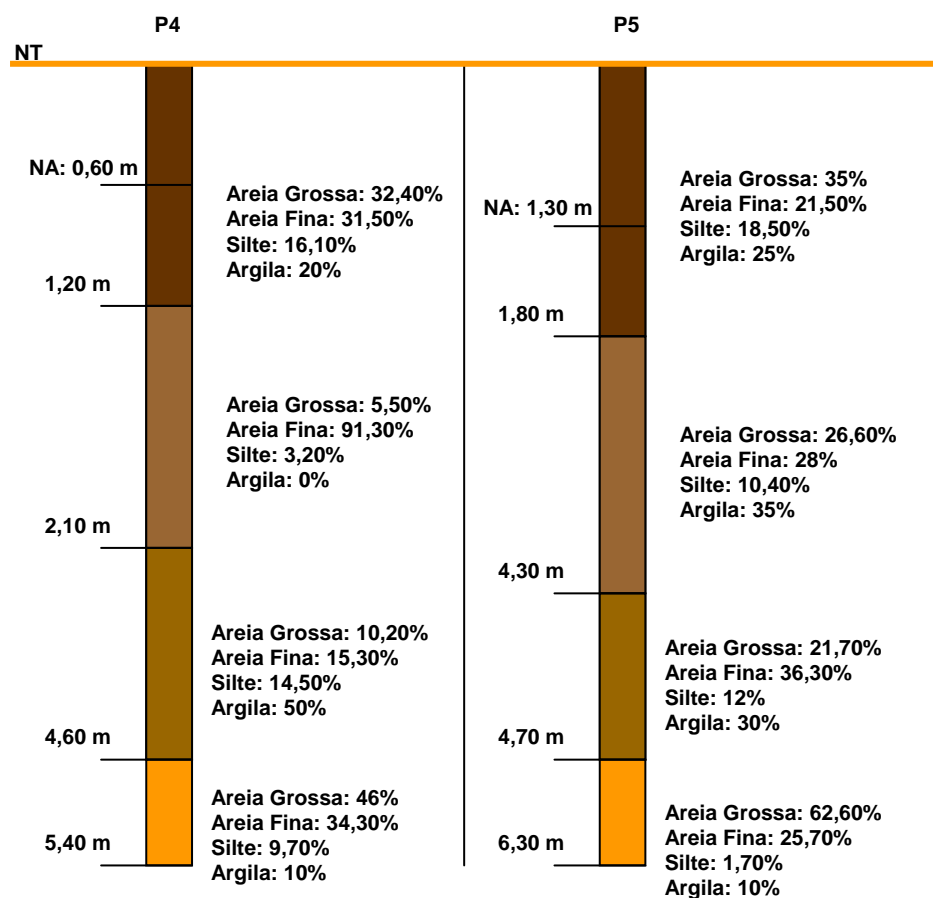 P4
P5
NT
NA: 0,60 m
Areia Grossa: 32,40%
Areia Fina: 31,50%
Silte: 16,10%
Argila: 20%
1,20 m
Areia Grossa: 5,50%
Areia Fina: 91,30%
Silte: 3,20%
Argila: 0%
2,10 m
Areia Grossa: 10,20%
Areia Fina: 15,30%
Silte: 14,50%
Argila: 50%
4,60 m
Areia Grossa: 46%
Areia Fina: 34,30%
Silte: 9,70%
Argila: 10%
5,40 m
Areia Grossa: 35%
Areia Fina: 21,50%
Silte: 18,50%
Argila: 25%
NA: 1,30 m
1,80 m
Areia Grossa: 26,60%
Areia Fina: 28%
Silte: 10,40%
Argila: 35%
4,30 m
Areia Grossa: 21,70%
Areia Fina: 36,30%
Silte: 12%
Argila: 30%
4,70 m
Areia Grossa: 62,60%
Areia Fina: 25,70%
Silte: 1,70%
Argila: 10%
6,30 m